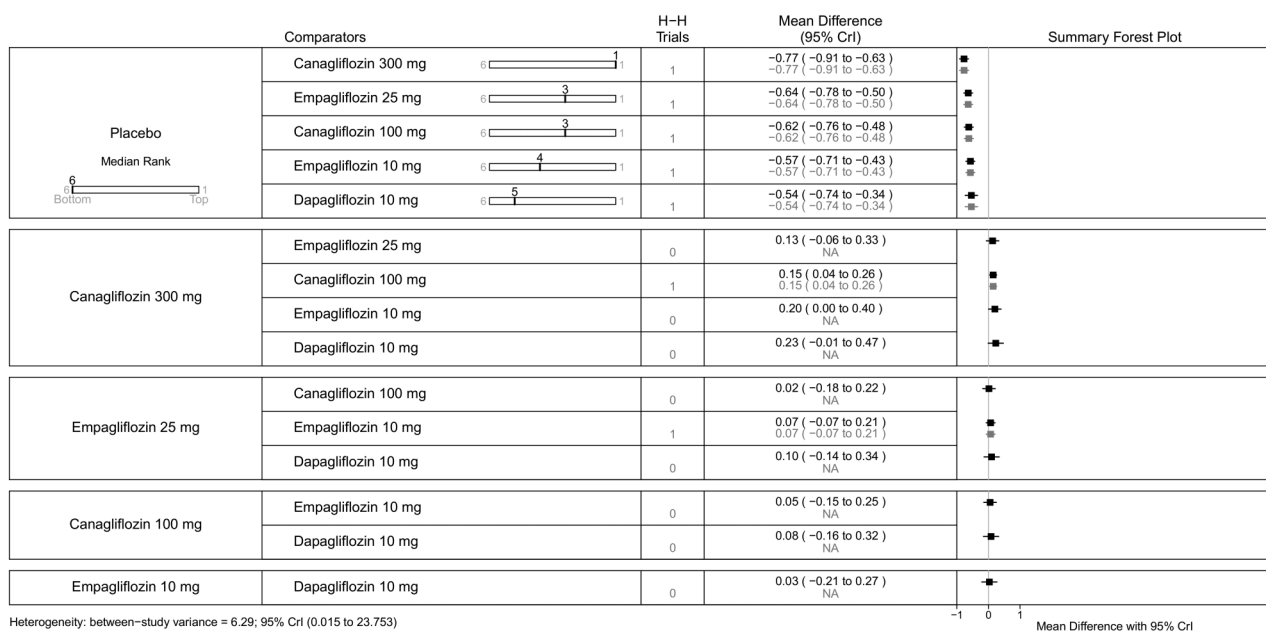 Comparators
H−H
Trials
Mean Difference
(95% CrI)
Summary Forest Plot
Placebo
Median Rank
6
6 1
Bottom Top
Canagliflozin 300 mg 6 1 1 1 −0.77 ( −0.91 to −0.63)
−0.77 ( −0.91 to −0.63)
Empagliflozin 25 mg 6 3 1 1 −0.64 ( −0.78 to −0.50)
−0.64 ( −0.78 to −0.50)
Canagliflozin 100 mg 6 3 1 1 −0.62 ( −0.76 to −0.48)
−0.62 ( −0.76 to −0.48)
Empagliflozin 10 mg 6 4 1 1 −0.57 ( −0.71 to −0.43)
−0.57 ( −0.71 to −0.43)
Dapagliflozin 10 mg 6 5 1 1 −0.54 ( −0.74 to −0.34)
−0.54 ( −0.74 to −0.34)
Canagliflozin 300 mg
Empagliflozin 25 mg 0 0.13 ( −0.06 to 0.33)
NA
Canagliflozin 100 mg 1 0.15 ( 0.04 to 0.26)
0.15 ( 0.04 to 0.26)
Empagliflozin 10 mg 0 0.20 ( 0.00 to 0.40)
NA
Dapagliflozin 10 mg 0 0.23 ( −0.01 to 0.47)
NA
Empagliflozin 25 mg
Canagliflozin 100 mg 0 0.02 ( −0.18 to 0.22)
NA
Empagliflozin 10 mg 1 0.07 ( −0.07 to 0.21)
0.07 ( −0.07 to 0.21)
Dapagliflozin 10 mg 0 0.10 ( −0.14 to 0.34)
NA
Canagliflozin 100 mg
Empagliflozin 10 mg 0 0.05 ( −0.15 to 0.25)
NA
Dapagliflozin 10 mg 0 0.08 ( −0.16 to 0.32)
NA
Empagliflozin 10 mg
Dapagliflozin 10 mg 0 0.03 ( −0.21 to 0.27)
NA
−1 0 1
Heterogeneity: between−study variance = 6.29; 95% CrI (0.015 to 23.753)
Mean Difference with 95% CrI